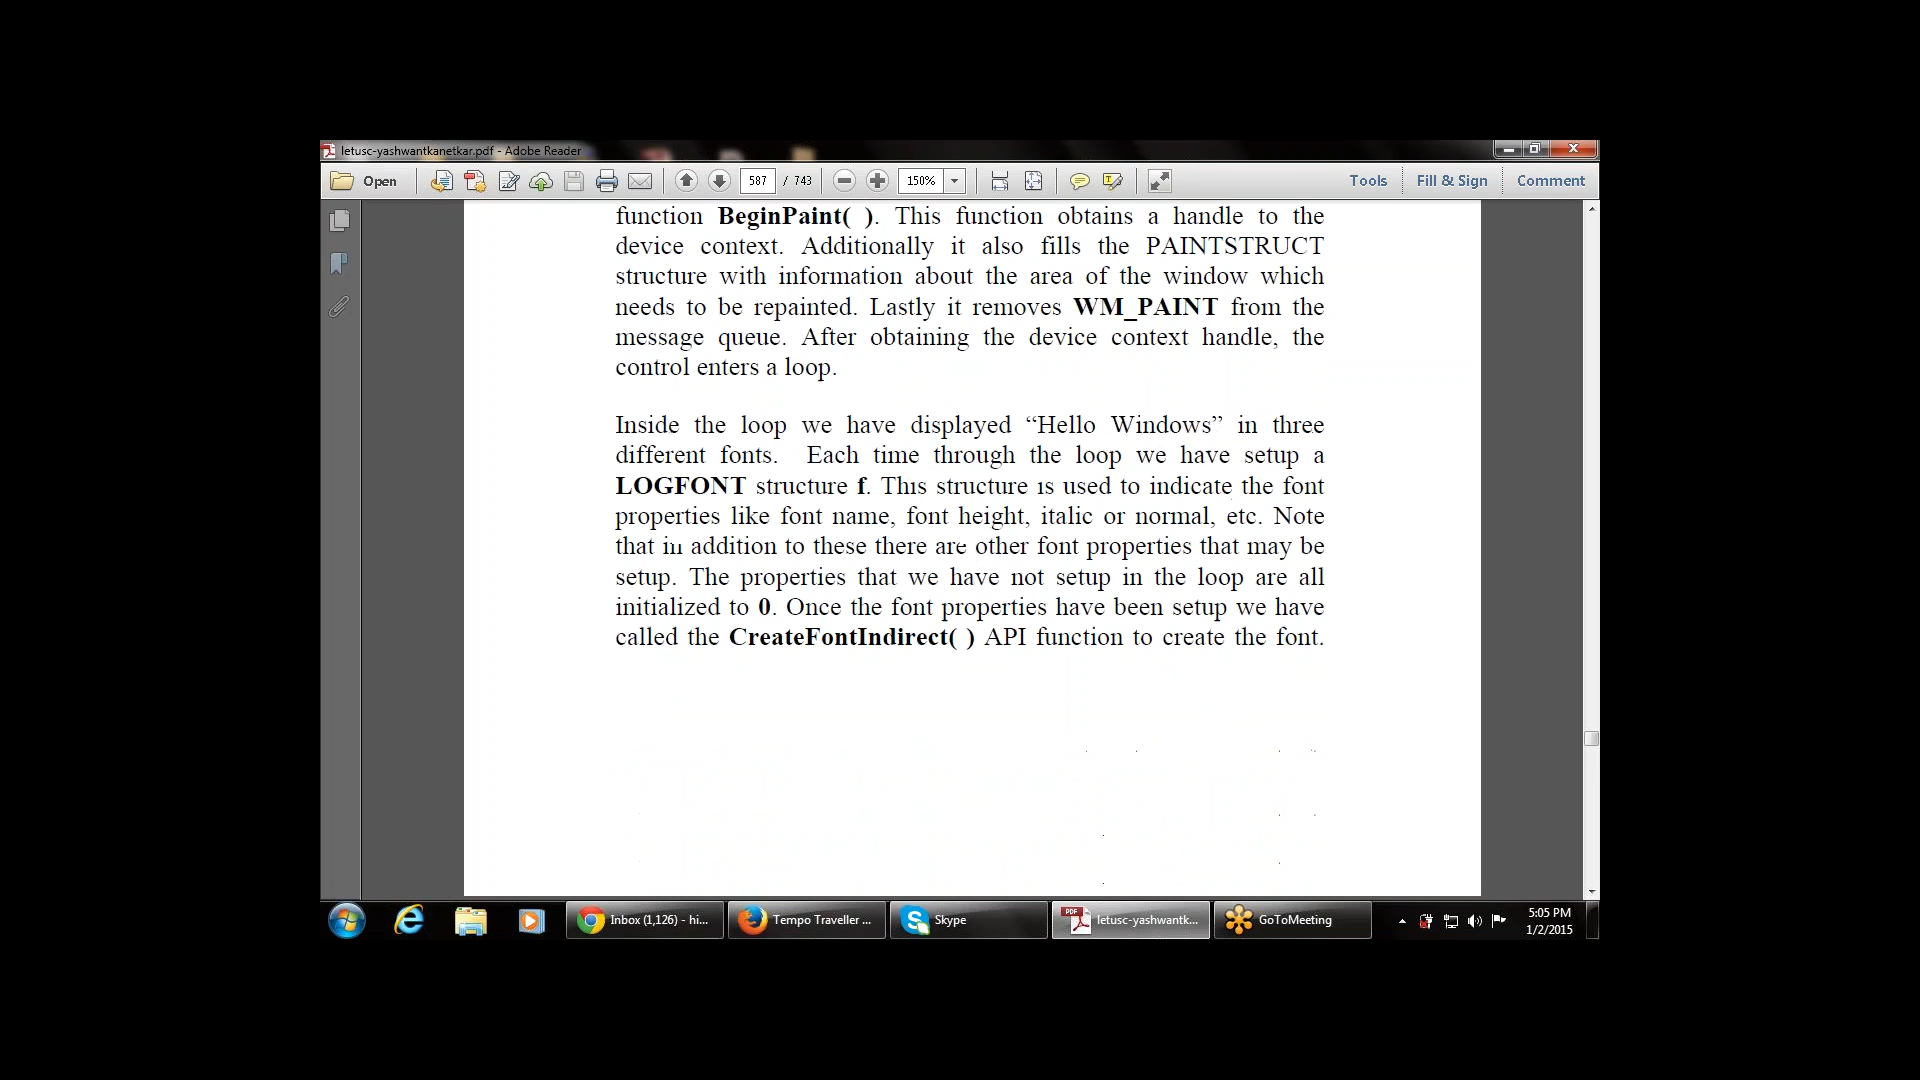 letusc-yashwantkanetkar.pdf - Adobe Reader
Open 587 / 743 150% Tools Fill & Sign Comment
function BeginPaint( ). This function obtains a handle to the
device context. Additionally it also fills the PAINTSTRUCT
structure with information about the area of the window which
needs to be repainted. Lastly it removes WM_PAINT from the
message queue. After obtaining the device context handle, the
control enters a loop.
Inside the loop we have displayed “Hello Windows” in three
different fonts. Each time through the loop we have setup a
LOGFONT structure f. This structure is used to indicate the font
properties like font name, font height, italic or normal, etc. Note
that in addition to these there are other font properties that may be
setup. The properties that we have not setup in the loop are all
initialized to 0. Once the font properties have been setup we have
called the CreateFontIndirect( ) API function to create the font.
Inbox (1,126) - hi... Tempo Traveller ... Skype letusc-yashwantk... GoToMeeting 5:05 PM
1/2/2015